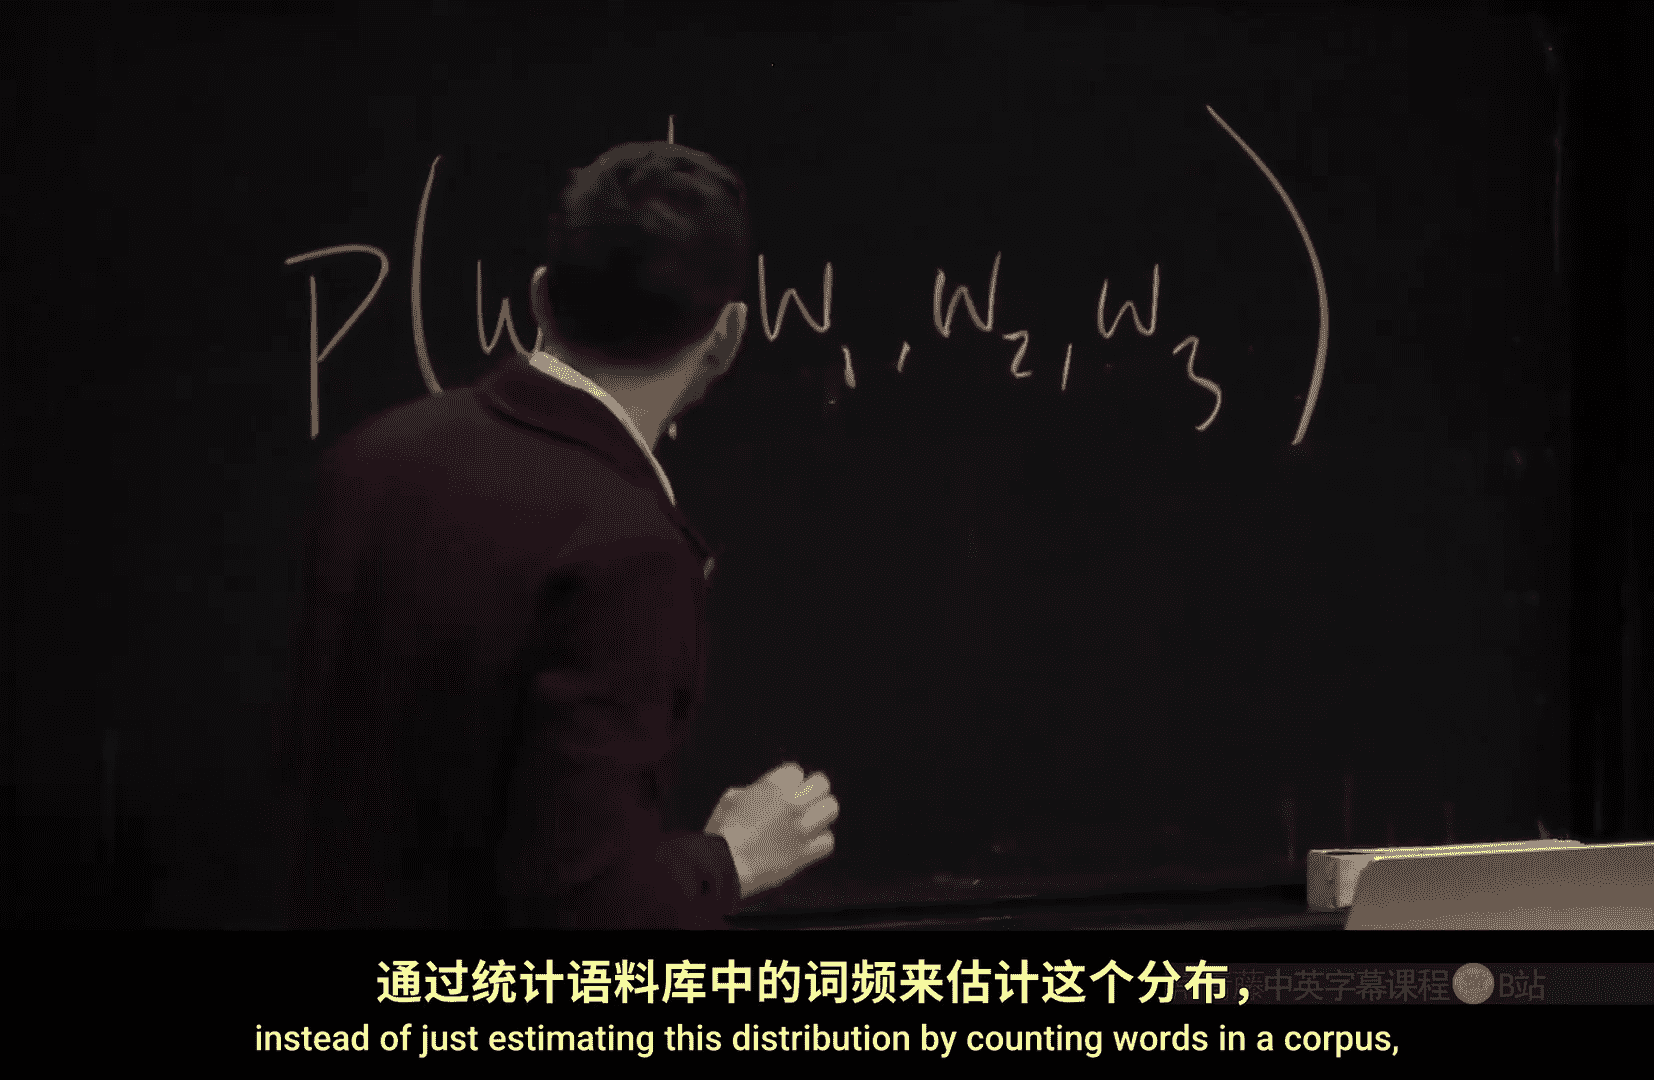 P(w | w₁, w₂, w₃)
通过统计语料库中的词频来估计这个分布，
中英字幕课程 B站
instead of just estimating this distribution by counting words in a corpus,